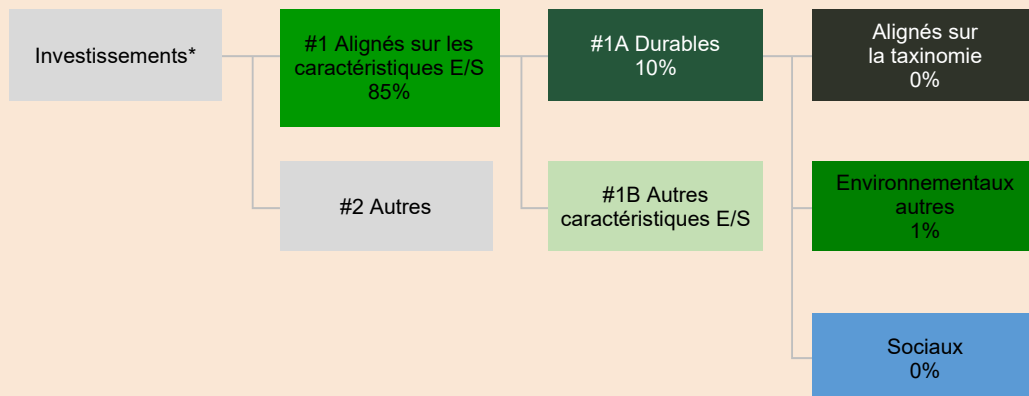 Investissements*
#1 Alignés sur les
caractéristiques E/S
85%
#1A Durables
10%
Alignés sur
la taxinomie
0%
#2 Autres
#1B Autres
caractéristiques E/S
Environnementaux
autres
1%
Sociaux
0%